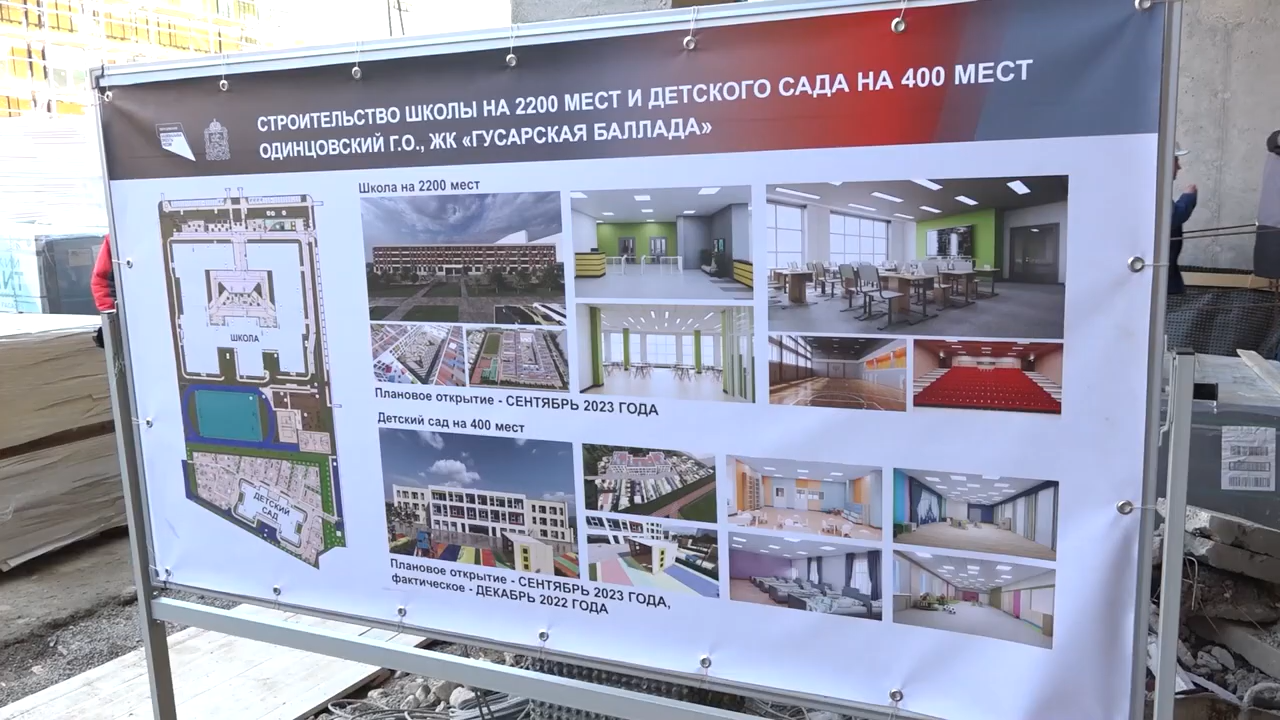 СТРОИТЕЛЬСТВО ШКОЛЫ НА 2200 МЕСТ И ДЕТСКОГО САДА НА 400 МЕСТ
ОДИНЦОВСКИЙ Г.О., ЖК «ГУСАРСКАЯ БАЛЛАДА»
Школа на 2200 мест
ШКОЛА
Плановое открытие - СЕНТЯБРЬ 2023 ГОДА
Детский сад на 400 мест
ДЕТСКИЙ
САД
Плановое открытие - СЕНТЯБРЬ 2023 ГОДА,
фактическое - ДЕКАБРЬ 2022 ГОДА